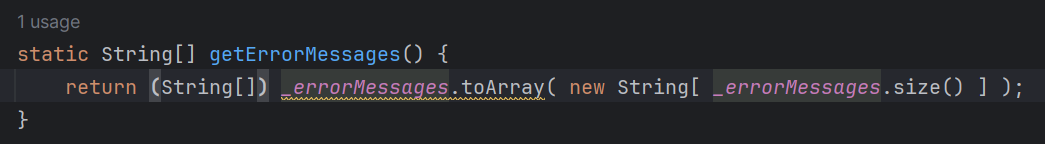 1 usage
static String[] getErrorMessages() {
    return (String[]) _errorMessages.toArray( new String[ _errorMessages.size() ] );
}